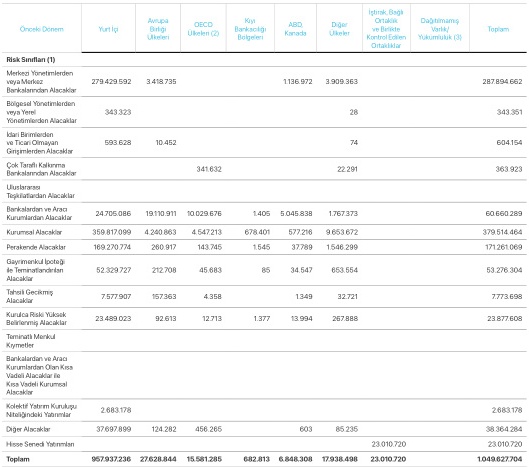 Önceki Dönem Yurt İçi Avrupa Birliği Ülkeleri OECD Ülkeleri (2) Kıyı Bankacılığı Bölgeleri ABD, Kanada Diğer Ülkeler İştirak, Bağlı Ortaklık ve Birlikte Kontrol Edilen Ortaklıklar Dağıtılmamış Varlık/ Yükümlülük (3) Toplam
Risk Sınıfları (1)
Merkezi Yönetimlerden
veya Merkez
Bankalarından Alacaklar 279.429.592 3.418.735 1.136.972 3.909.363 287.894.662
Bölgesel Yönetimlerden
veya Yerel
Yönetimlerden Alacaklar 343.323 28 343.351
İdari Birimlerden
ve Ticari Olmayan
Girişimlerden Alacaklar 593.628 10.452 74 604.154
Çok Taraflı Kalkınma
Bankalarından Alacaklar 341.632 22.291 363.923
Uluslararası
Teşkilatlardan Alacaklar
Bankalardan ve Aracı
Kurumlardan Alacaklar 24.705.086 19.110.911 10.029.676 1.405 5.045.838 1.767.373 60.660.289
Kurumsal Alacaklar 359.817.099 4.240.863 4.547.213 678.401 577.216 9.653.672 379.514.464
Perakende Alacaklar 169.270.774 260.917 143.745 1.545 37.789 1.546.299 171.261.069
Gayrimenkul İpoteği
ile Teminatlandırılan
Alacaklar 52.329.727 212.708 45.683 85 34.547 653.554 53.276.304
Tahsili Gecikmiş
Alacaklar 7.577.907 157.363 4.358 1.349 32.721 7.773.698
Kurulca Riski Yüksek
Belirlenmiş Alacaklar 23.489.023 92.613 12.713 1.377 13.994 267.888 23.877.608
Teminatlı Menkul
Kıymetler
Bankalardan ve Aracı
Kurumlardan Olan Kısa
Vadeli Alacaklar ile
Kısa Vadeli Kurumsal
Alacaklar
Kolektif Yatırım Kuruluşu
Niteliğindeki Yatırımlar 2.683.178 2.683.178
Diğer Alacaklar 37.697.899 124.282 456.265 603 85.235 38.364.284
Hisse Senedi Yatırımları 23.010.720 23.010.720
Toplam 957.937.236 27.628.844 15.581.285 682.813 6.848.308 17.938.498 23.010.720 1.049.627.704